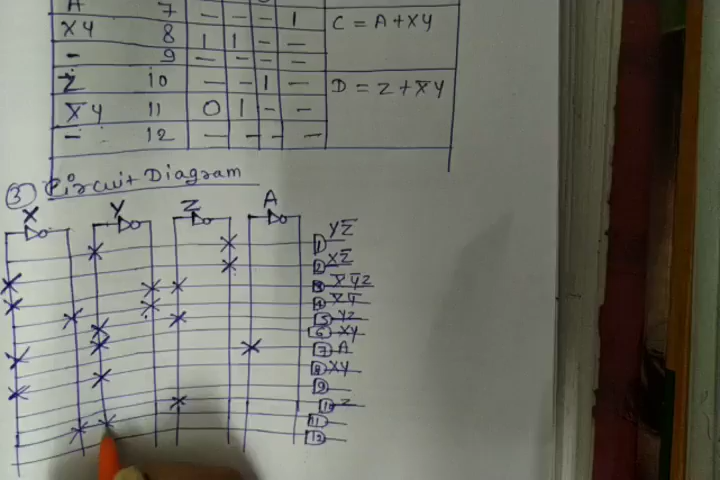 A 7 - - - 1 C = A + XY
XY 8 1 1 - -
- 9 - - - -
Z 10 - - 1 - D = Z + X̅Y
X̅Y 11 0 1 - -
- 12 - - - -
③ Circuit Diagram
X Y Z A
1 YZ̅
2 XZ̅
3 X̅Y̅Z
4 XY̅
5 YZ
6 XY
7 A
8 XY
9
10 Z
11
12